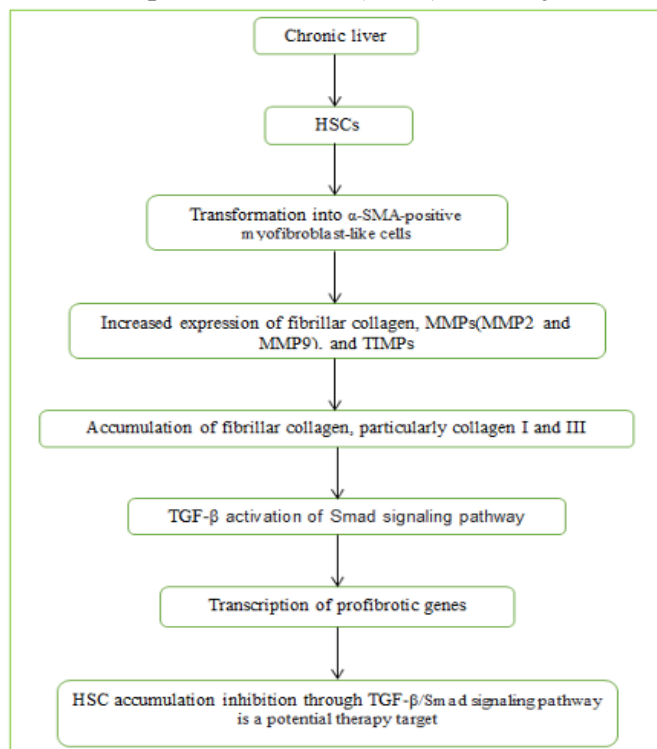 Chronic liver
HSCs
Transformation into α-SMA-positive
myofibroblast-like cells
Increased expression of fibrillar collagen, MMPs(MMP2 and
MMP9). and TIMPs
Accumulation of fibrillar collagen, particularly collagen I and III
TGF-β activation of Smad signaling pathway
Transcription of profibrotic genes
HSC accumulation inhibition through TGF-β/Smad signaling pathway
is a potential therapy target